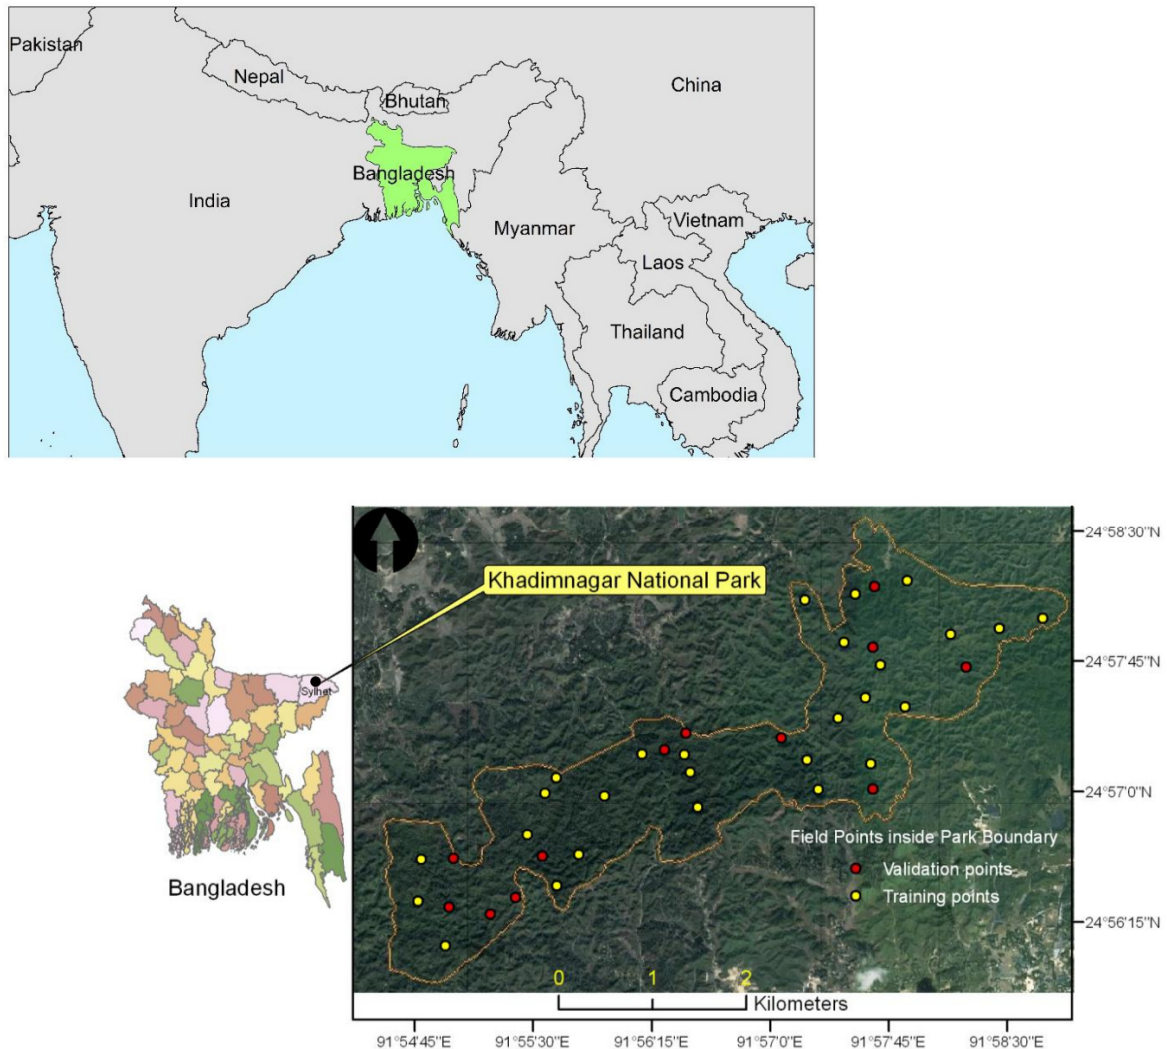 Pakistan
Nepal
Bhutan
China
Bangladesh
India
Myanmar
Vietnam
Laos
Thailand
Cambodia
Khadimnagar National Park
24°58'30"N
Sylhet
24°57'45"N
24°57'0"N
Field Points inside Park Boundary
Validation points
Training points
Bangladesh
24°56'15"N
0 1 2
Kilometers
91°54'45"E 91°55'30"E 91°56'15"E 91°57'0"E 91°57'45"E 91°58'30"E